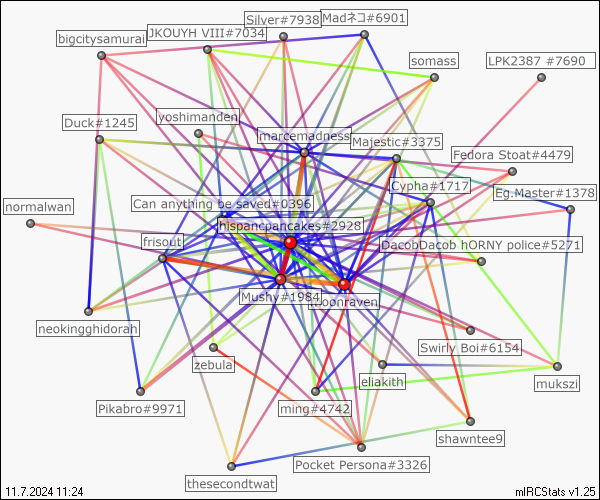 Silver#7938
Madネコ#6901
JKOUYH VIII#7034
bigcitysamurai
somass
LPK2387 #7690
Duck#1245
yoshimanden
marcemadness
Majestic#3375
Fedora Stoat#4479
Cypha#1717
Eg.Master#1378
Can anything be saved#0396
normalwan
hispancpancakes#2928
frisout
DacobDacob hORNY police#5271
Mushy#1984
moonraven
neokingghidorah
Swirly Boi#6154
zebula
eliakith
mukszi
Pikabro#9971
ming#4742
shawntee9
Pocket Persona#3326
thesecondtwat
11.7.2024 11:24
mIRCStats v1.25